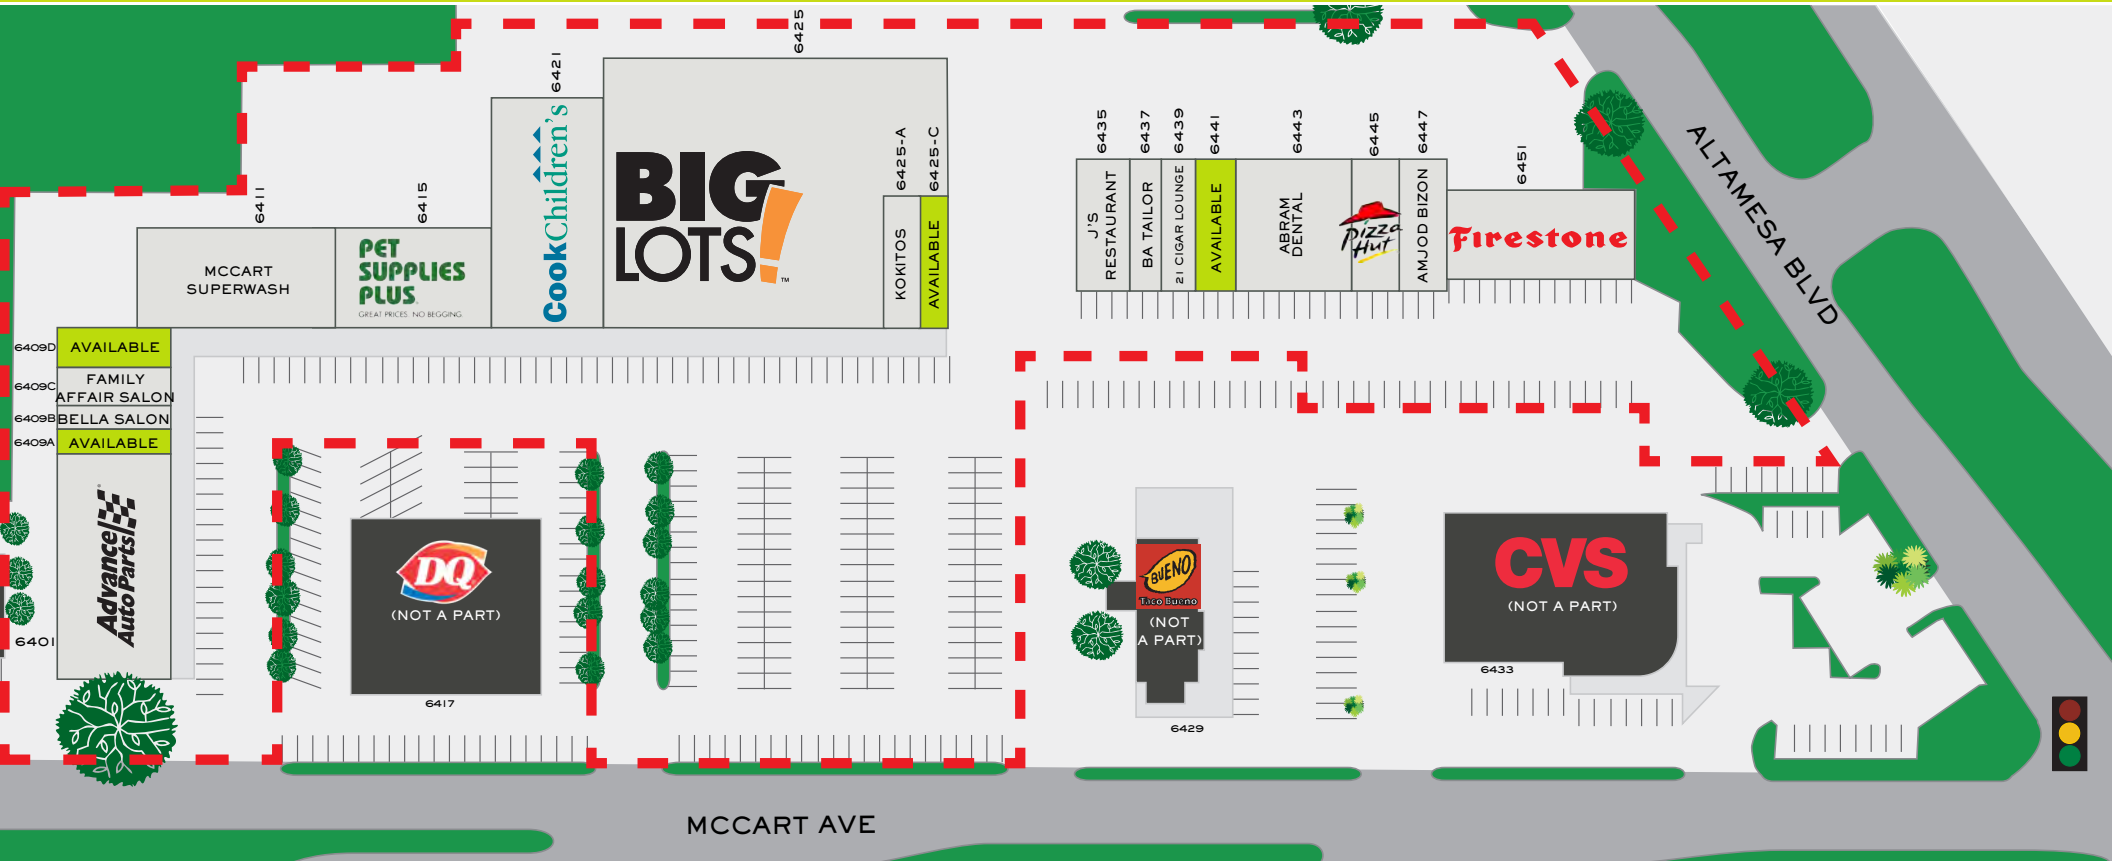 6425
6421
6411
6415
CookChildren's
BIG
LOTS!
™
6425-A
6425-C
KOKITOS
AVAILABLE
MCCART
SUPERWASH
PET
SUPPLIES
PLUS
GREAT PRICES. NO BEGGING
6435
6437
6439
6441
6443
6445
6447
6451
J'S
RESTAURANT
BA TAILOR
21 CIGAR LOUNGE
AVAILABLE
ABRAM
DENTAL
Pizza
Hut
AMJOD BIZON
Firestone
ALTAMESA BLVD
6409D
AVAILABLE
6409C
FAMILY
AFFAIR SALON
6409B
BELLA SALON
6409A
AVAILABLE
Advance
Auto Parts
6401
DQ
(NOT A PART)
6417
BUENO
Taco Bueno
(NOT
A PART)
6429
CVS
(NOT A PART)
6433
MCCART AVE